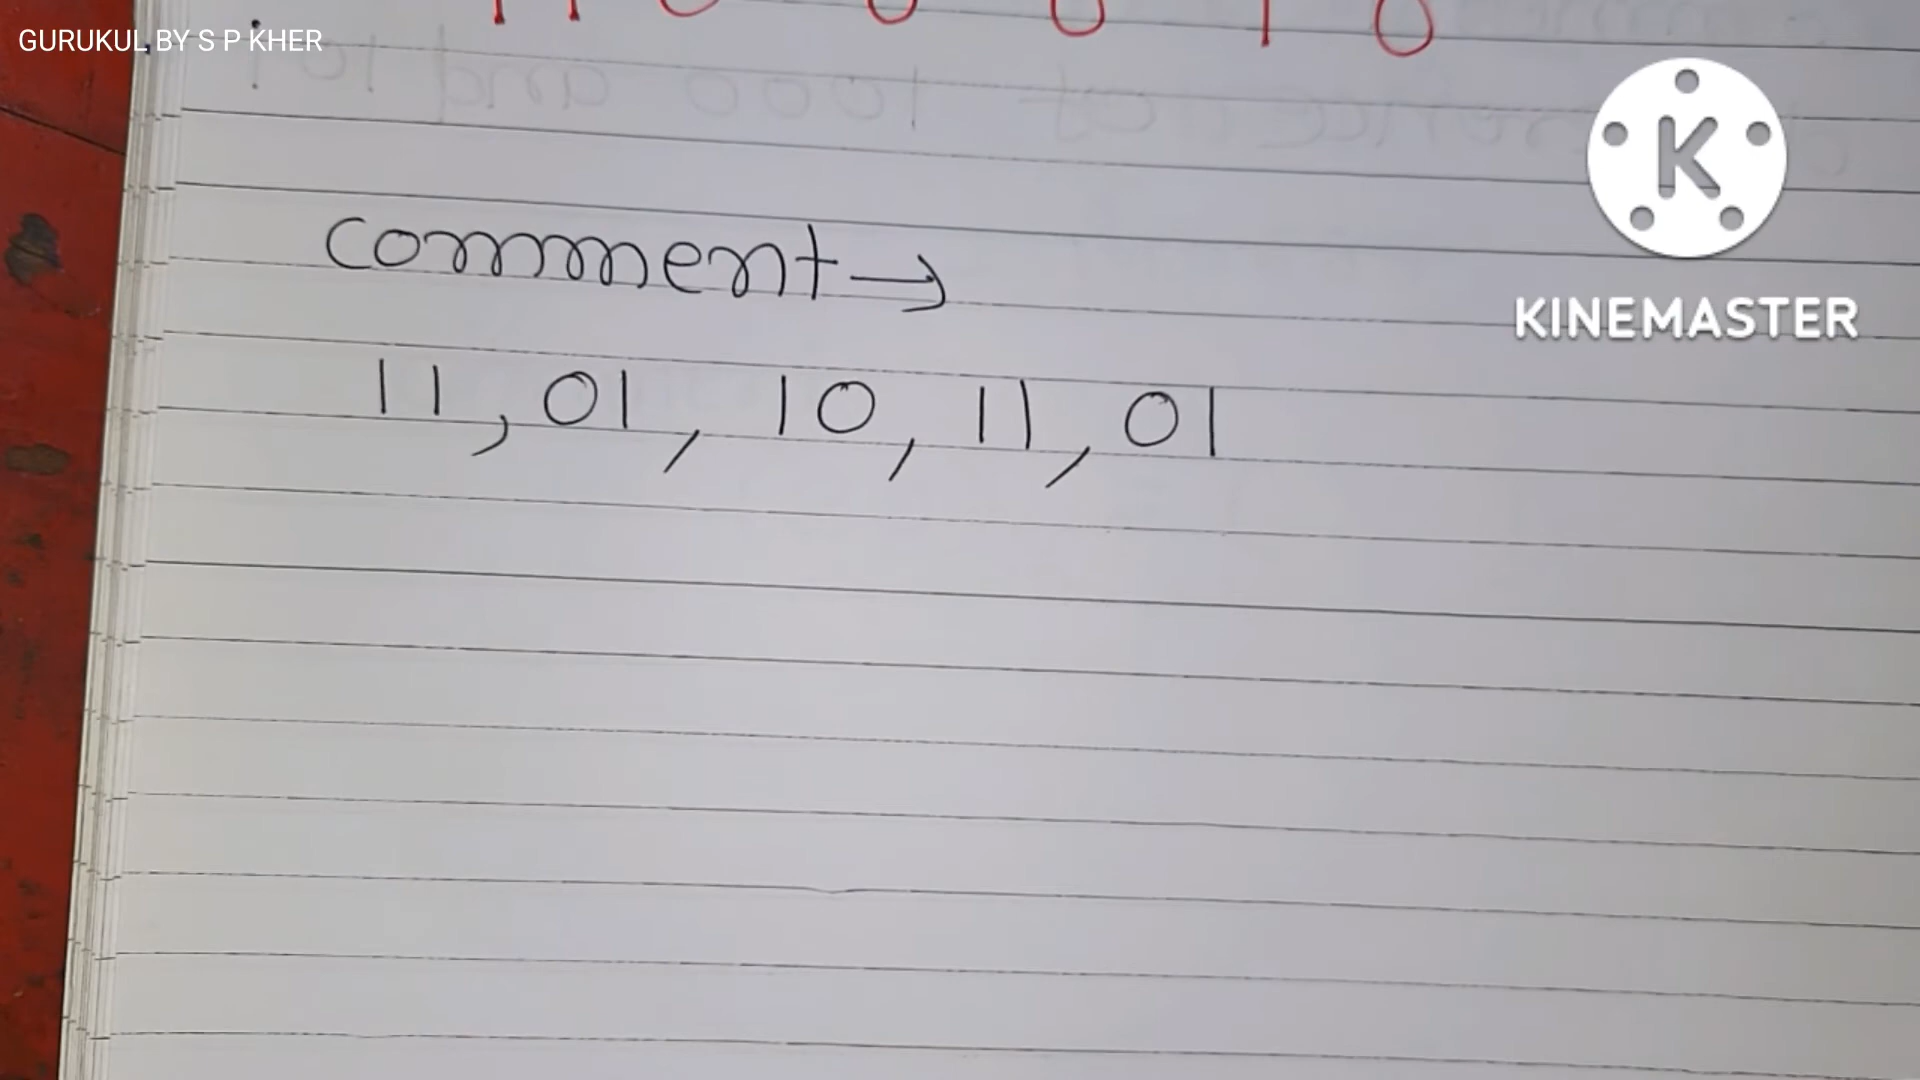 GURUKUL BY S P KHER
comment→
11, 01, 10, 11, 01
K
KINEMASTER